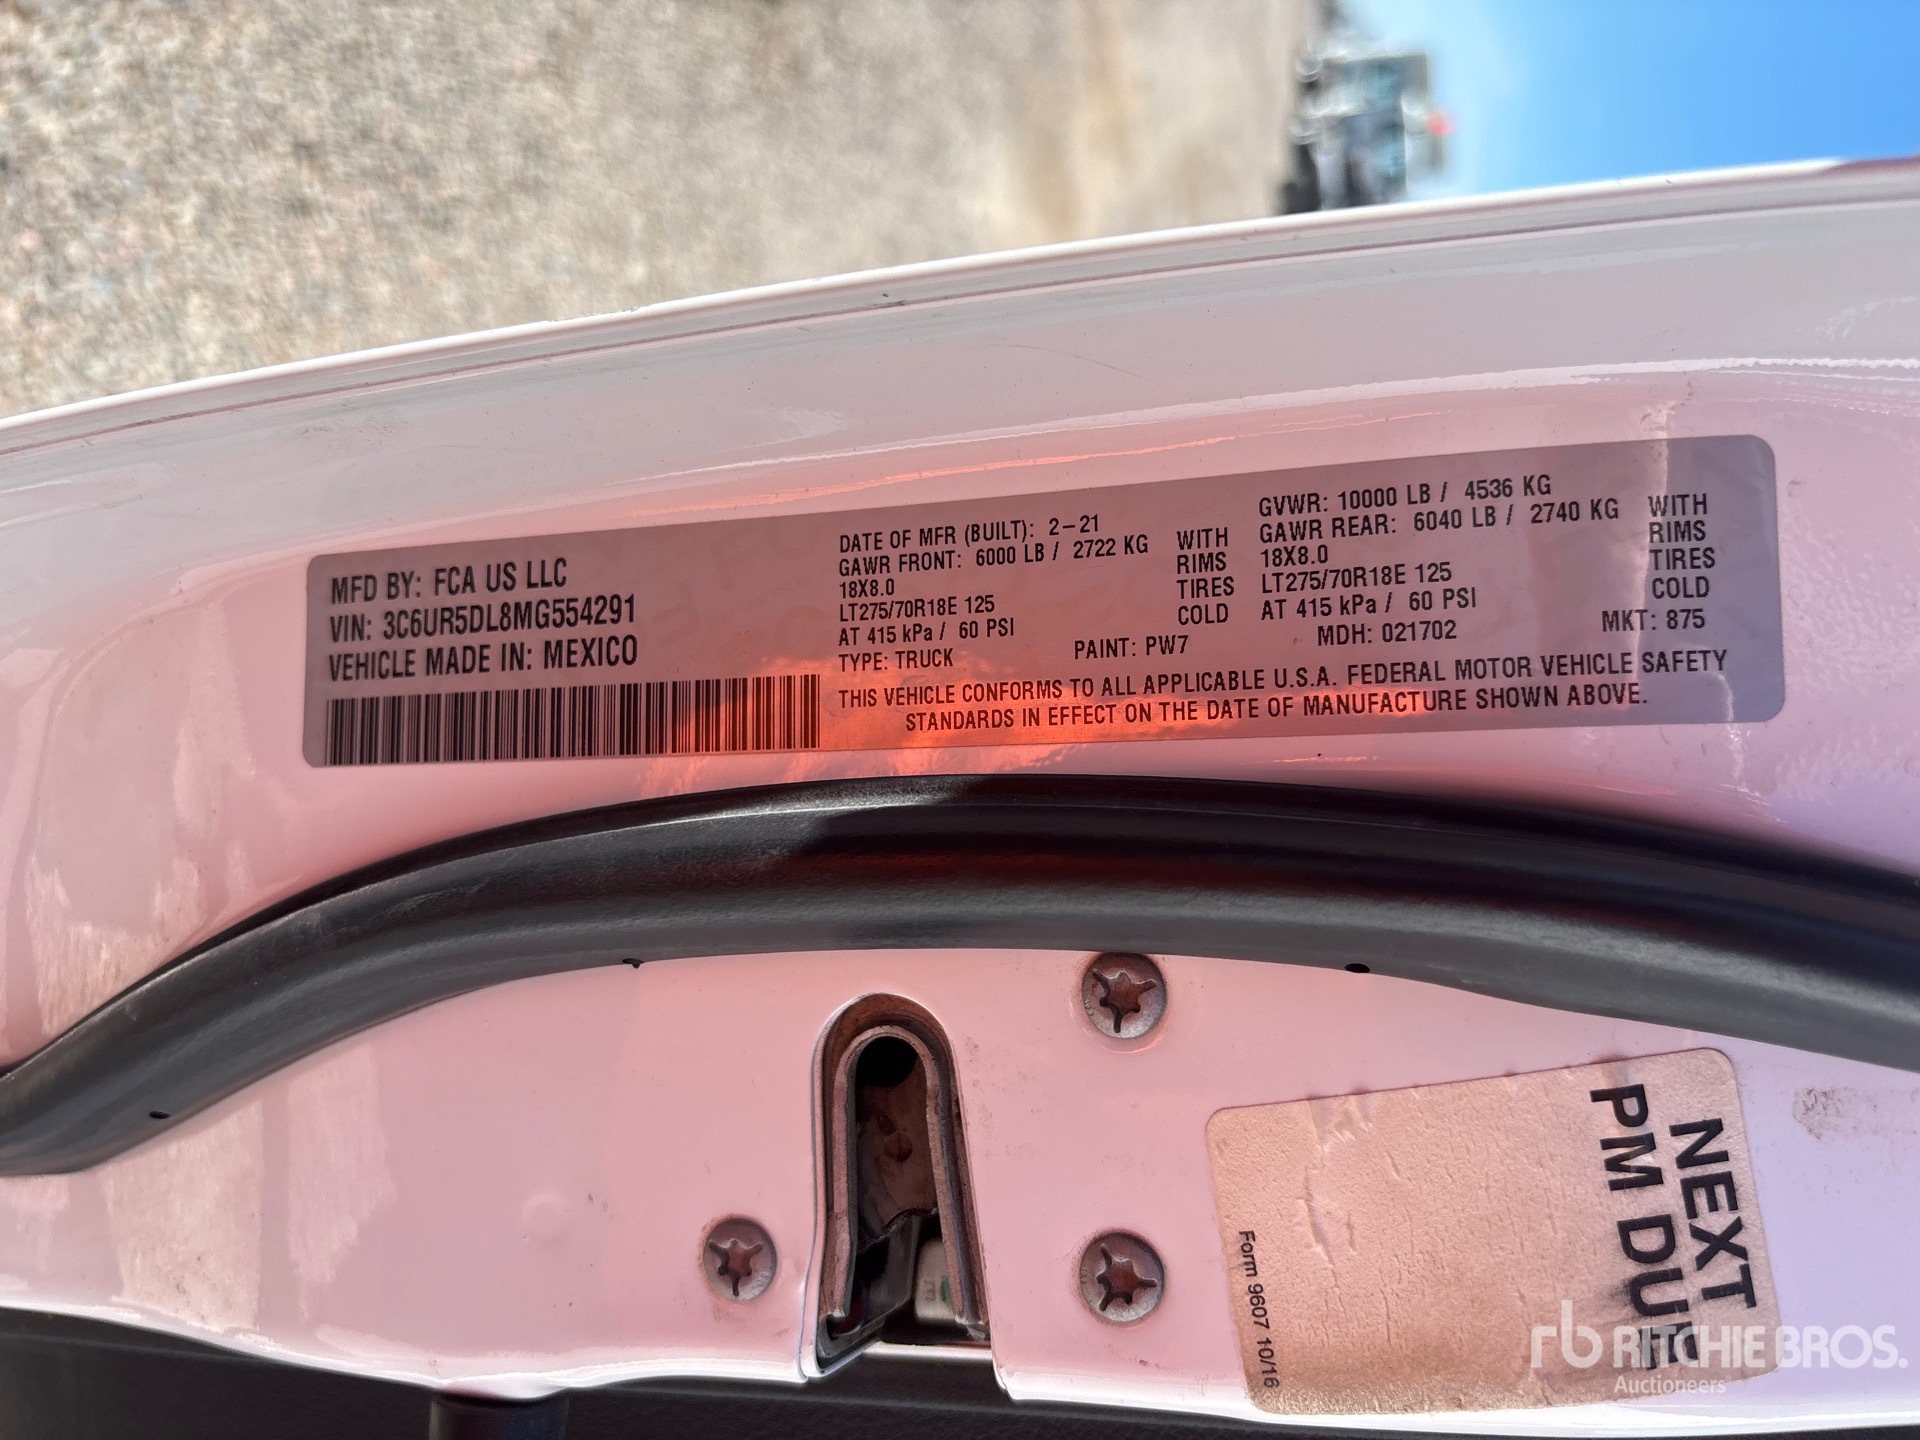 MFD BY: FCA US LLC
VIN: 3C6UR5DL8MG554291
VEHICLE MADE IN: MEXICO
DATE OF MFR (BUILT): 2-21
GAWR FRONT: 6000 LB / 2722 KG WITH
18X8.0 RIMS
LT275/70R18E 125 TIRES
AT 415 kPa / 60 PSI COLD
TYPE: TRUCK PAINT: PW7
GVWR: 10000 LB / 4536 KG
GAWR REAR: 6040 LB / 2740 KG WITH
18X8.0 RIMS
LT275/70R18E 125 TIRES
AT 415 kPa / 60 PSI COLD
MDH: 021702 MKT: 875
THIS VEHICLE CONFORMS TO ALL APPLICABLE U.S.A. FEDERAL MOTOR VEHICLE SAFETY
STANDARDS IN EFFECT ON THE DATE OF MANUFACTURE SHOWN ABOVE.
NEXT
PM DUE
Form 9607 10/16
rb RITCHIE BROS.
Auctioneers